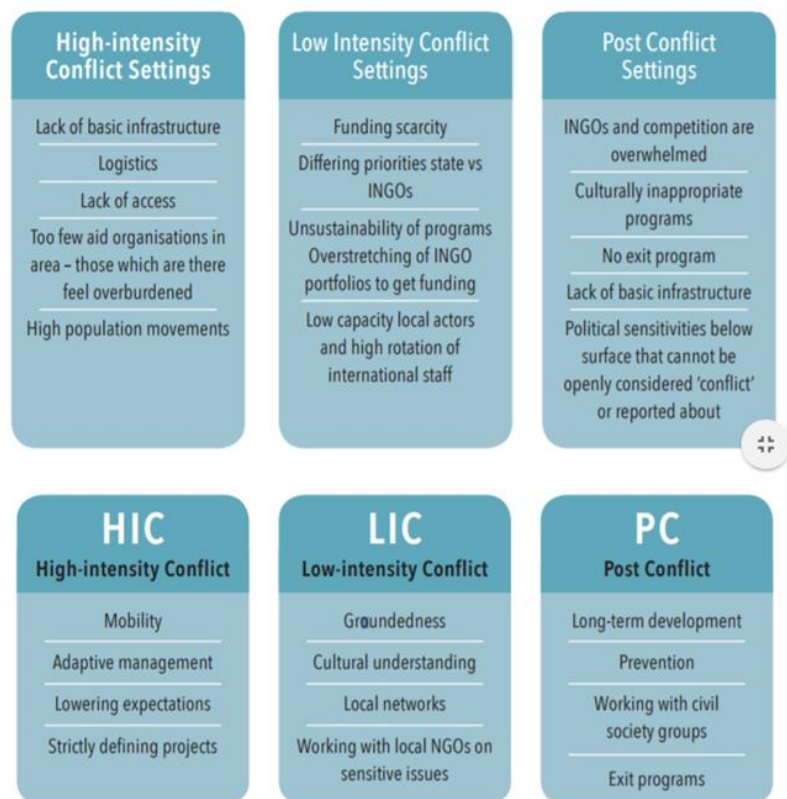 High-intensity
Conflict Settings
Lack of basic infrastructure
Logistics
Lack of access
Too few aid organisations in
area – those which are there
feel overburdened
High population movements
Low Intensity Conflict
Settings
Funding scarcity
Differing priorities state vs
INGOs
Unsustainability of programs
Overstretching of INGO
portfolios to get funding
Low capacity local actors
and high rotation of
international staff
Post Conflict
Settings
INGOs and competition are
overwhelmed
Culturally inappropriate
programs
No exit program
Lack of basic infrastructure
Political sensitivities below
surface that cannot be
openly considered ‘conflict’
or reported about
HIC
High-intensity Conflict
Mobility
Adaptive management
Lowering expectations
Strictly defining projects
LIC
Low-intensity Conflict
Groundedness
Cultural understanding
Local networks
Working with local NGOs on
sensitive issues
PC
Post Conflict
Long-term development
Prevention
Working with civil
society groups
Exit programs